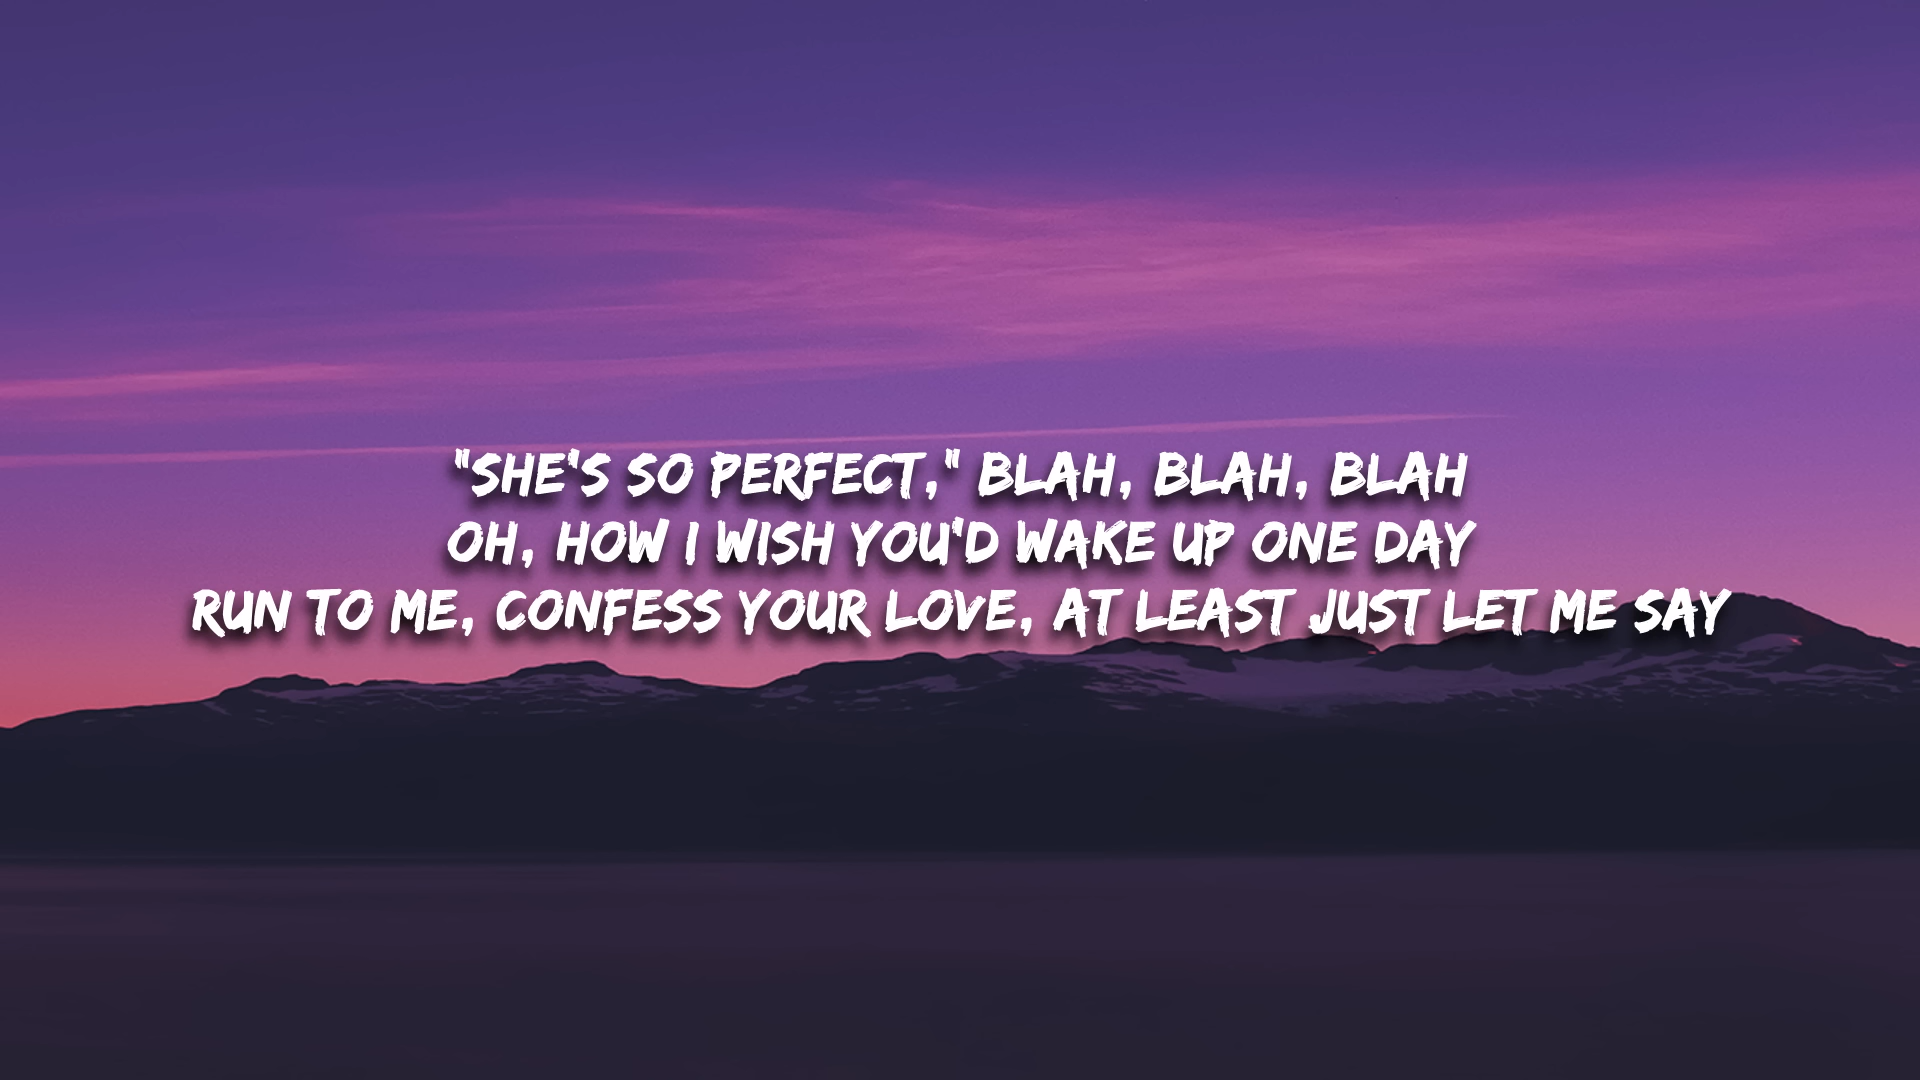 "SHE'S SO PERFECT," BLAH, BLAH, BLAH
OH, HOW I WISH YOU'D WAKE UP ONE DAY
RUN TO ME, CONFESS YOUR LOVE, AT LEAST JUST LET ME SAY